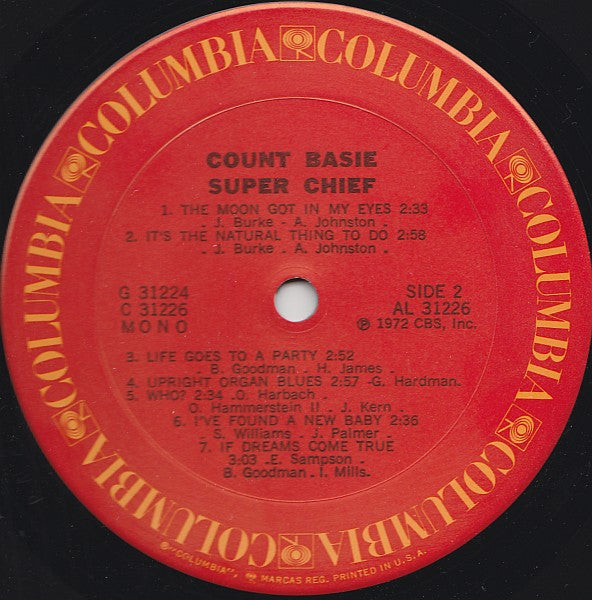 COLUMBIA COLUMBIA COLUMBIA COLUMBIA COLUMBIA COLUMBIA COLUMBIA COLUMBIA
COUNT BASIE
SUPER CHIEF
1. THE MOON GOT IN MY EYES 2:33
. J. Burke - A. Johnston .
2. IT'S THE NATURAL THING TO DO 2:58
. J. Burke . A. Johnston .
G 31224
C 31226
MONO
SIDE 2
AL 31226
℗ 1972 CBS, Inc.
3. LIFE GOES TO A PARTY 2:52
. B. Goodman . H. James .
4. UPRIGHT ORGAN BLUES 2:57 -G. Hardman.
5. WHO? 2:34 .O. Harbach .
O. Hammerstein II . J. Kern .
6. I'VE FOUND A NEW BABY 2:36
. S. Williams . J. Palmer .
7. IF DREAMS COME TRUE
3:03 .E. Sampson .
B. Goodman .I. Mills.
® "COLUMBIA", MARCAS REG. PRINTED IN U.S.A.